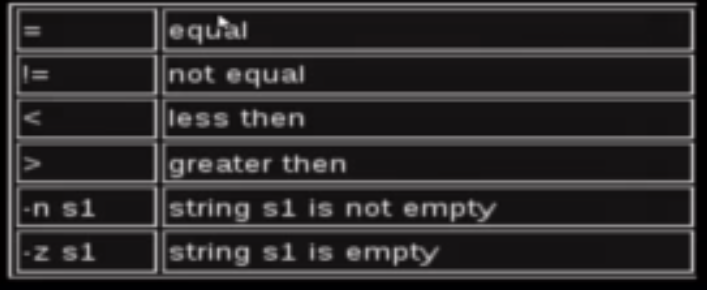 = equal
!= not equal
< less then
> greater then
-n s1 string s1 is not empty
-z s1 string s1 is empty